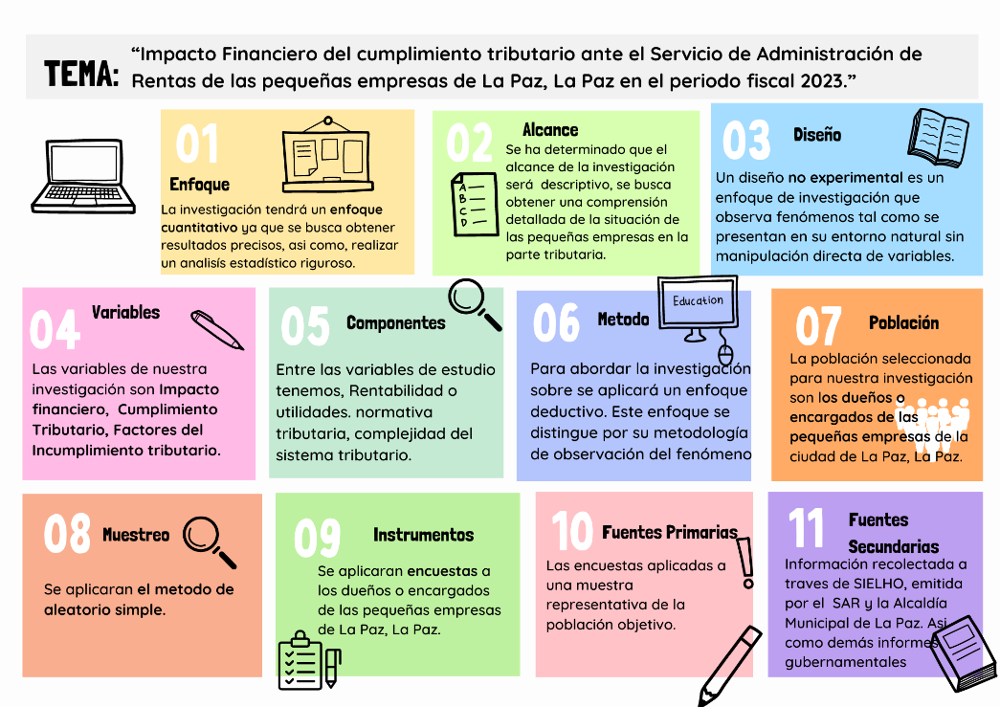 TEMA:
“Impacto Financiero del cumplimiento tributario ante el Servicio de Administración de
Rentas de las pequeñas empresas de La Paz, La Paz en el periodo fiscal 2023.”
01
Enfoque
La investigación tendrá un enfoque
cuantitativo ya que se busca obtener
resultados precisos, asi como, realizar
un analisís estadístico riguroso.
02
Alcance
Se ha determinado que el
alcance de la investigación
será descriptivo, se busca
obtener una comprensión
detallada de la situación de
las pequeñas empresas en la
parte tributaria.
A
B
C
D
03
Diseño
Un diseño no experimental es un
enfoque de investigación que
observa fenómenos tal como se
presentan en su entorno natural sin
manipulación directa de variables.
04
Variables
Las variables de nuestra
investigación son Impacto
financiero, Cumplimiento
Tributario, Factores del
Incumplimiento tributario.
05
Componentes
Entre las variables de estudio
tenemos, Rentabilidad o
utilidades. normativa
tributaria, complejidad del
sistema tributario.
06
Metodo
Education
Para abordar la investigación
sobre se aplicará un enfoque
deductivo. Este enfoque se
distingue por su metodología
de observación del fenómeno
07
Población
La población seleccionada
para nuestra investigación
son los dueños o
encargados de las
pequeñas empresas de la
ciudad de La Paz, La Paz.
08
Muestreo
Se aplicaran el metodo de
aleatorio simple.
09
Instrumentos
Se aplicaran encuestas a
los dueños o encargados
de las pequeñas empresas
de La Paz, La Paz.
10
Fuentes Primarias
Las encuestas aplicadas a
una muestra
representativa de la
población objetivo.
11
Fuentes
Secundarias
Información recolectada a
traves de SIELHO, emitida
por el SAR y la Alcaldía
Municipal de La Paz. Asi
como demás informes
gubernamentales